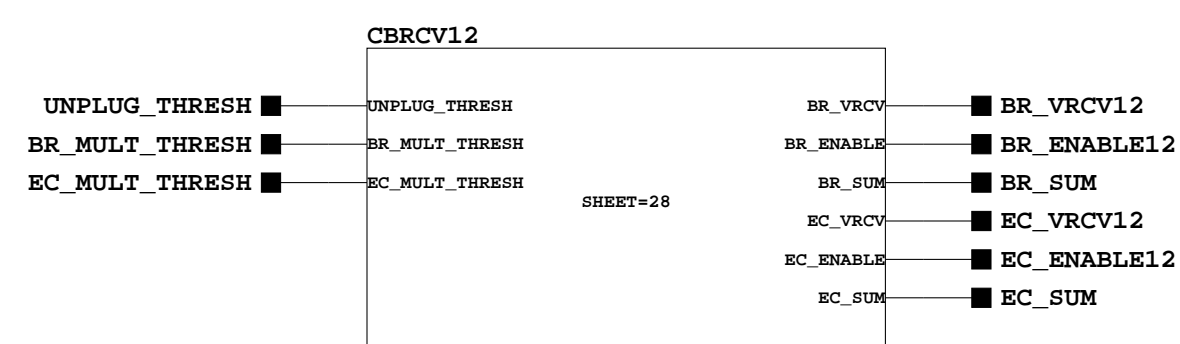 CBRCV12
UNPLUG_THRESH UNPLUG_THRESH BR_VRCV BR_VRCV12
BR_MULT_THRESH BR_MULT_THRESH BR_ENABLE BR_ENABLE12
EC_MULT_THRESH EC_MULT_THRESH BR_SUM BR_SUM
SHEET=28
EC_VRCV EC_VRCV12
EC_ENABLE EC_ENABLE12
EC_SUM EC_SUM